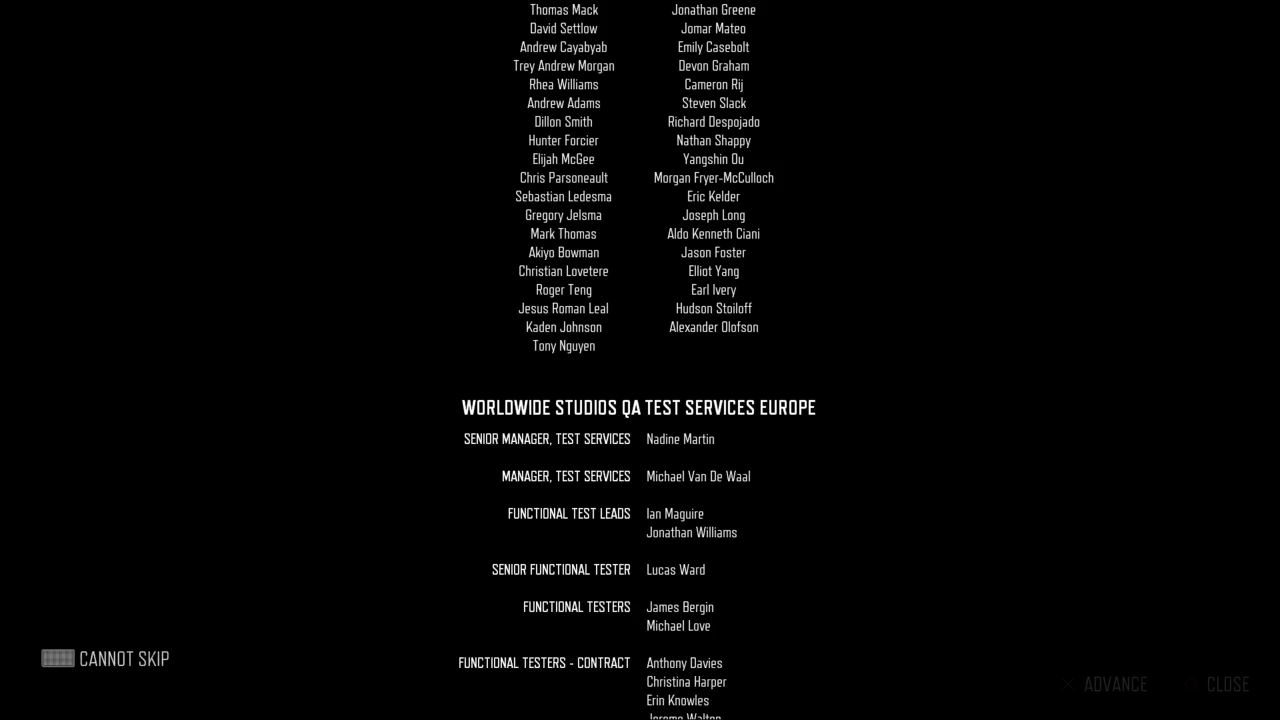 Thomas Mack Jonathan Greene
David Settlow Jomar Mateo
Andrew Cayabyab Emily Casebolt
Trey Andrew Morgan Devon Graham
Rhea Williams Cameron Rij
Andrew Adams Steven Slack
Dillon Smith Richard Despojado
Hunter Forcier Nathan Shappy
Elijah McGee Yangshin Ou
Chris Parsoneault Morgan Fryer-McCulloch
Sebastian Ledesma Eric Kelder
Gregory Jelsma Joseph Long
Mark Thomas Aldo Kenneth Ciani
Akiyo Bowman Jason Foster
Christian Lovetere Elliot Yang
Roger Teng Earl Ivery
Jesus Roman Leal Hudson Stoiloff
Kaden Johnson Alexander Olofson
Tony Nguyen
WORLDWIDE STUDIOS QA TEST SERVICES EUROPE
SENIOR MANAGER, TEST SERVICES Nadine Martin
MANAGER, TEST SERVICES Michael Van De Waal
FUNCTIONAL TEST LEADS Ian Maguire
Jonathan Williams
SENIOR FUNCTIONAL TESTER Lucas Ward
FUNCTIONAL TESTERS James Bergin
Michael Love
FUNCTIONAL TESTERS - CONTRACT Anthony Davies
Christina Harper
Erin Knowles
CANNOT SKIP
ADVANCE CLOSE